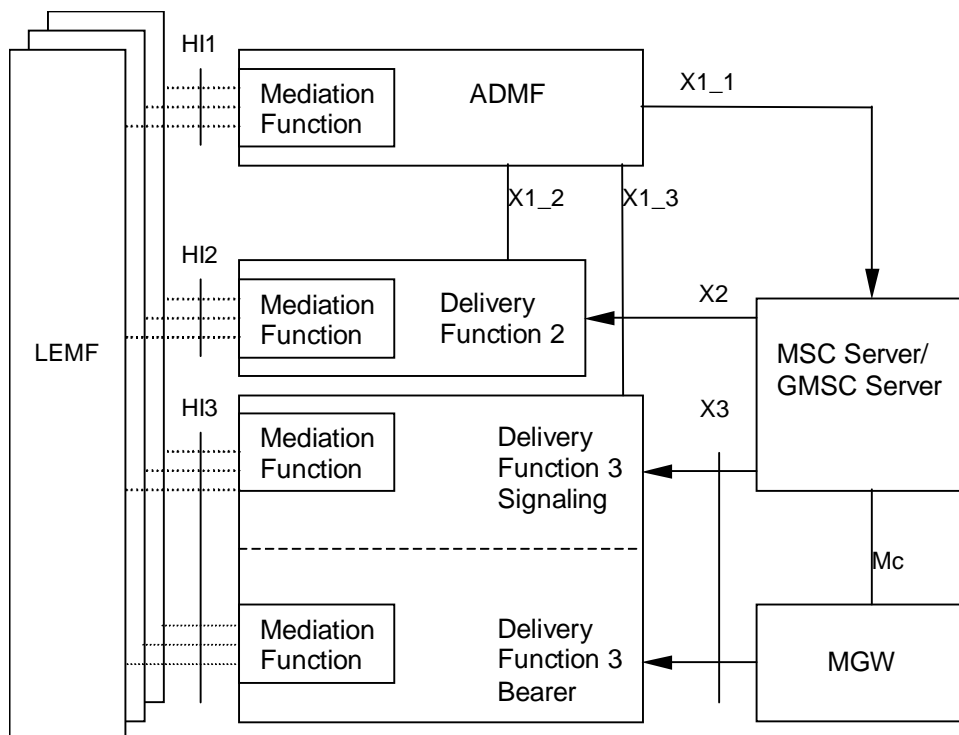 HI1
Mediation
Function
ADMF
X1_1
X1_2
X1_3
HI2
Mediation
Function
Delivery
Function 2
X2
LEMF
MSC Server/
GMSC Server
HI3
Mediation
Function
Delivery
Function 3
Signaling
X3
Mc
Mediation
Function
Delivery
Function 3
Bearer
MGW